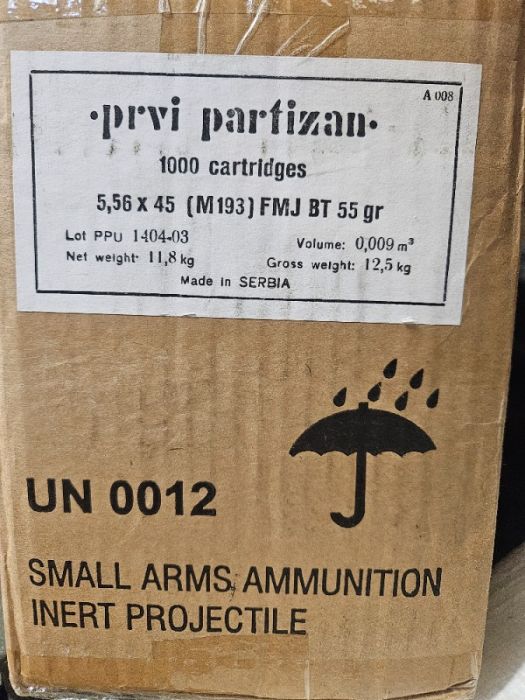 A 008
·prvi partizan·
1000 cartridges
5,56 x 45 (M193) FMJ BT 55 gr
Lot PPU 1404-03 Volume: 0,009 m³
Net weight· 11,8 kg Gross weight: 12,5 kg
Made in SERBIA
UN 0012
SMALL ARMS AMMUNITION
INERT PROJECTILE